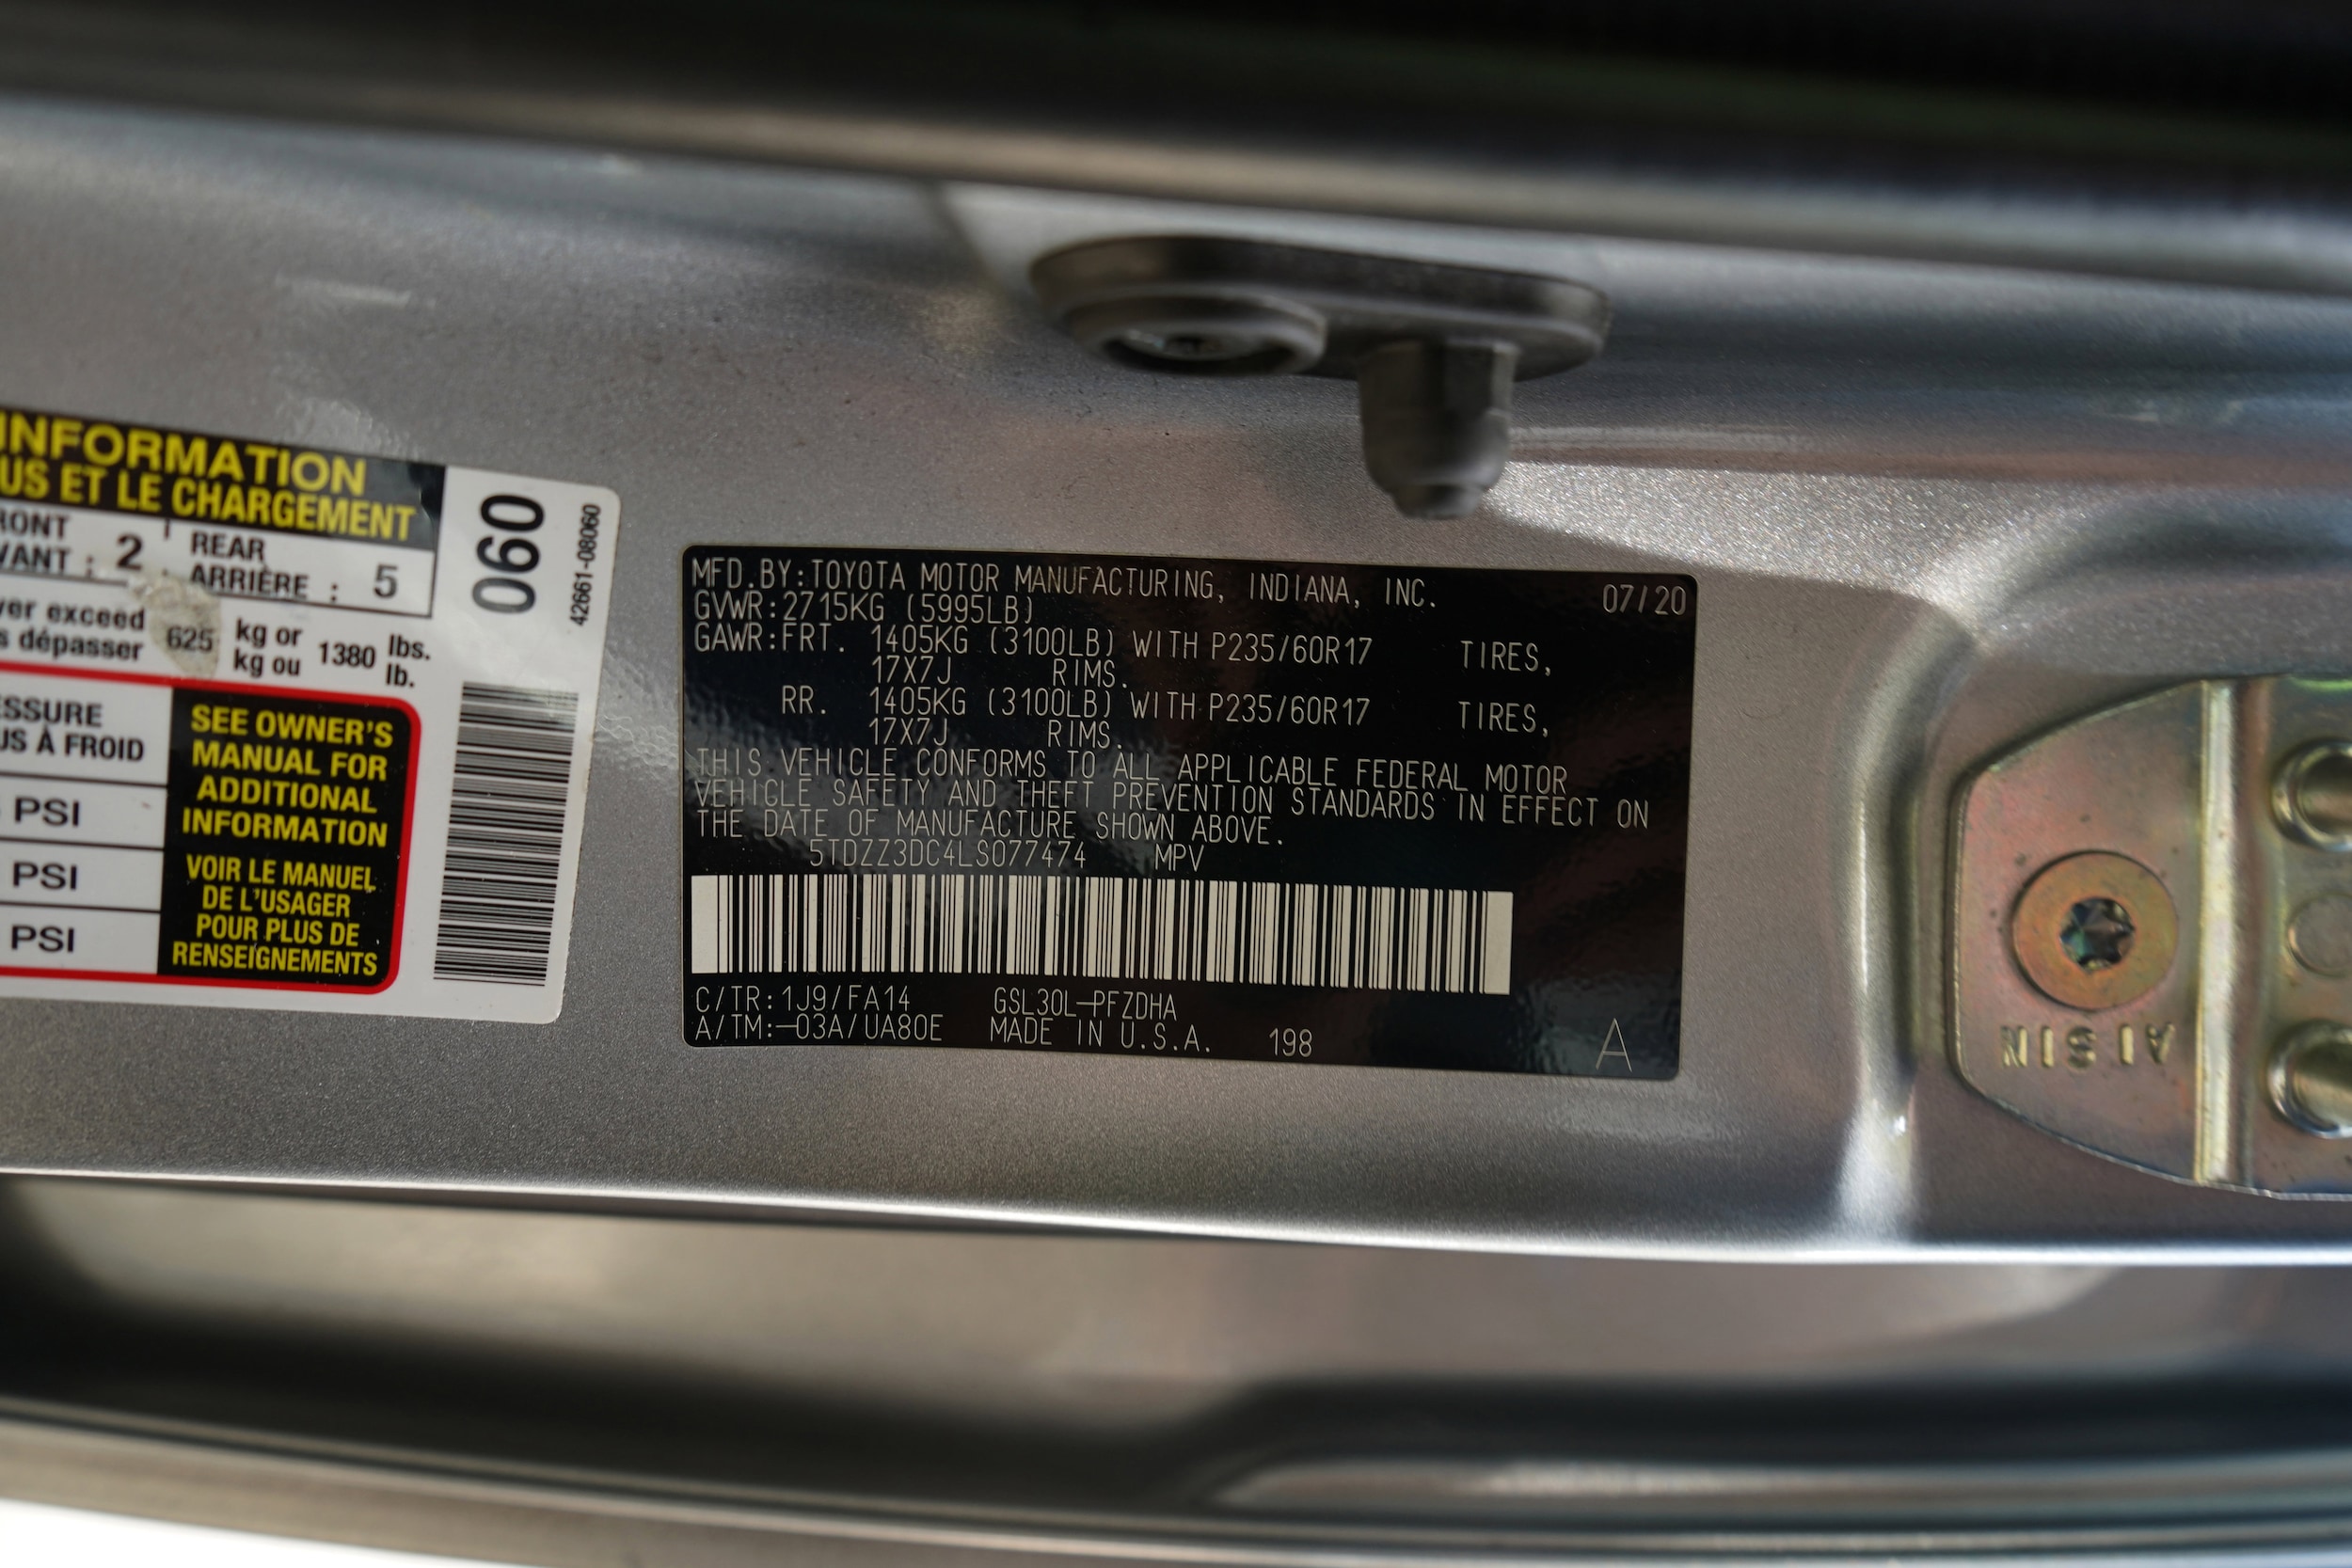 INFORMATION
US ET LE CHARGEMENT
RONT
VANT : 2
REAR
ARRIÈRE : 5
ver exceed
s dépasser
625
kg or
kg ou
1380
lbs.
lb.
ESSURE
US À FROID
PSI
PSI
PSI
SEE OWNER'S
MANUAL FOR
ADDITIONAL
INFORMATION
VOIR LE MANUEL
DE L'USAGER
POUR PLUS DE
RENSEIGNEMENTS
060
42661-08060
MFD.BY:TOYOTA MOTOR MANUFACTURING, INDIANA, INC. 07/20
GVWR:2715KG (5995LB)
GAWR:FRT. 1405KG (3100LB) WITH P235/60R17 TIRES,
17X7J RIMS.
RR. 1405KG (3100LB) WITH P235/60R17 TIRES,
17X7J RIMS.
THIS VEHICLE CONFORMS TO ALL APPLICABLE FEDERAL MOTOR
VEHICLE SAFETY AND THEFT PREVENTION STANDARDS IN EFFECT ON
THE DATE OF MANUFACTURE SHOWN ABOVE.
5TDZZ3DC4LS077474 MPV
C/TR:1J9/FA14 GSL30L-PFZDHA
A/TM:-03A/UA80E MADE IN U.S.A. 198 A
AISIN